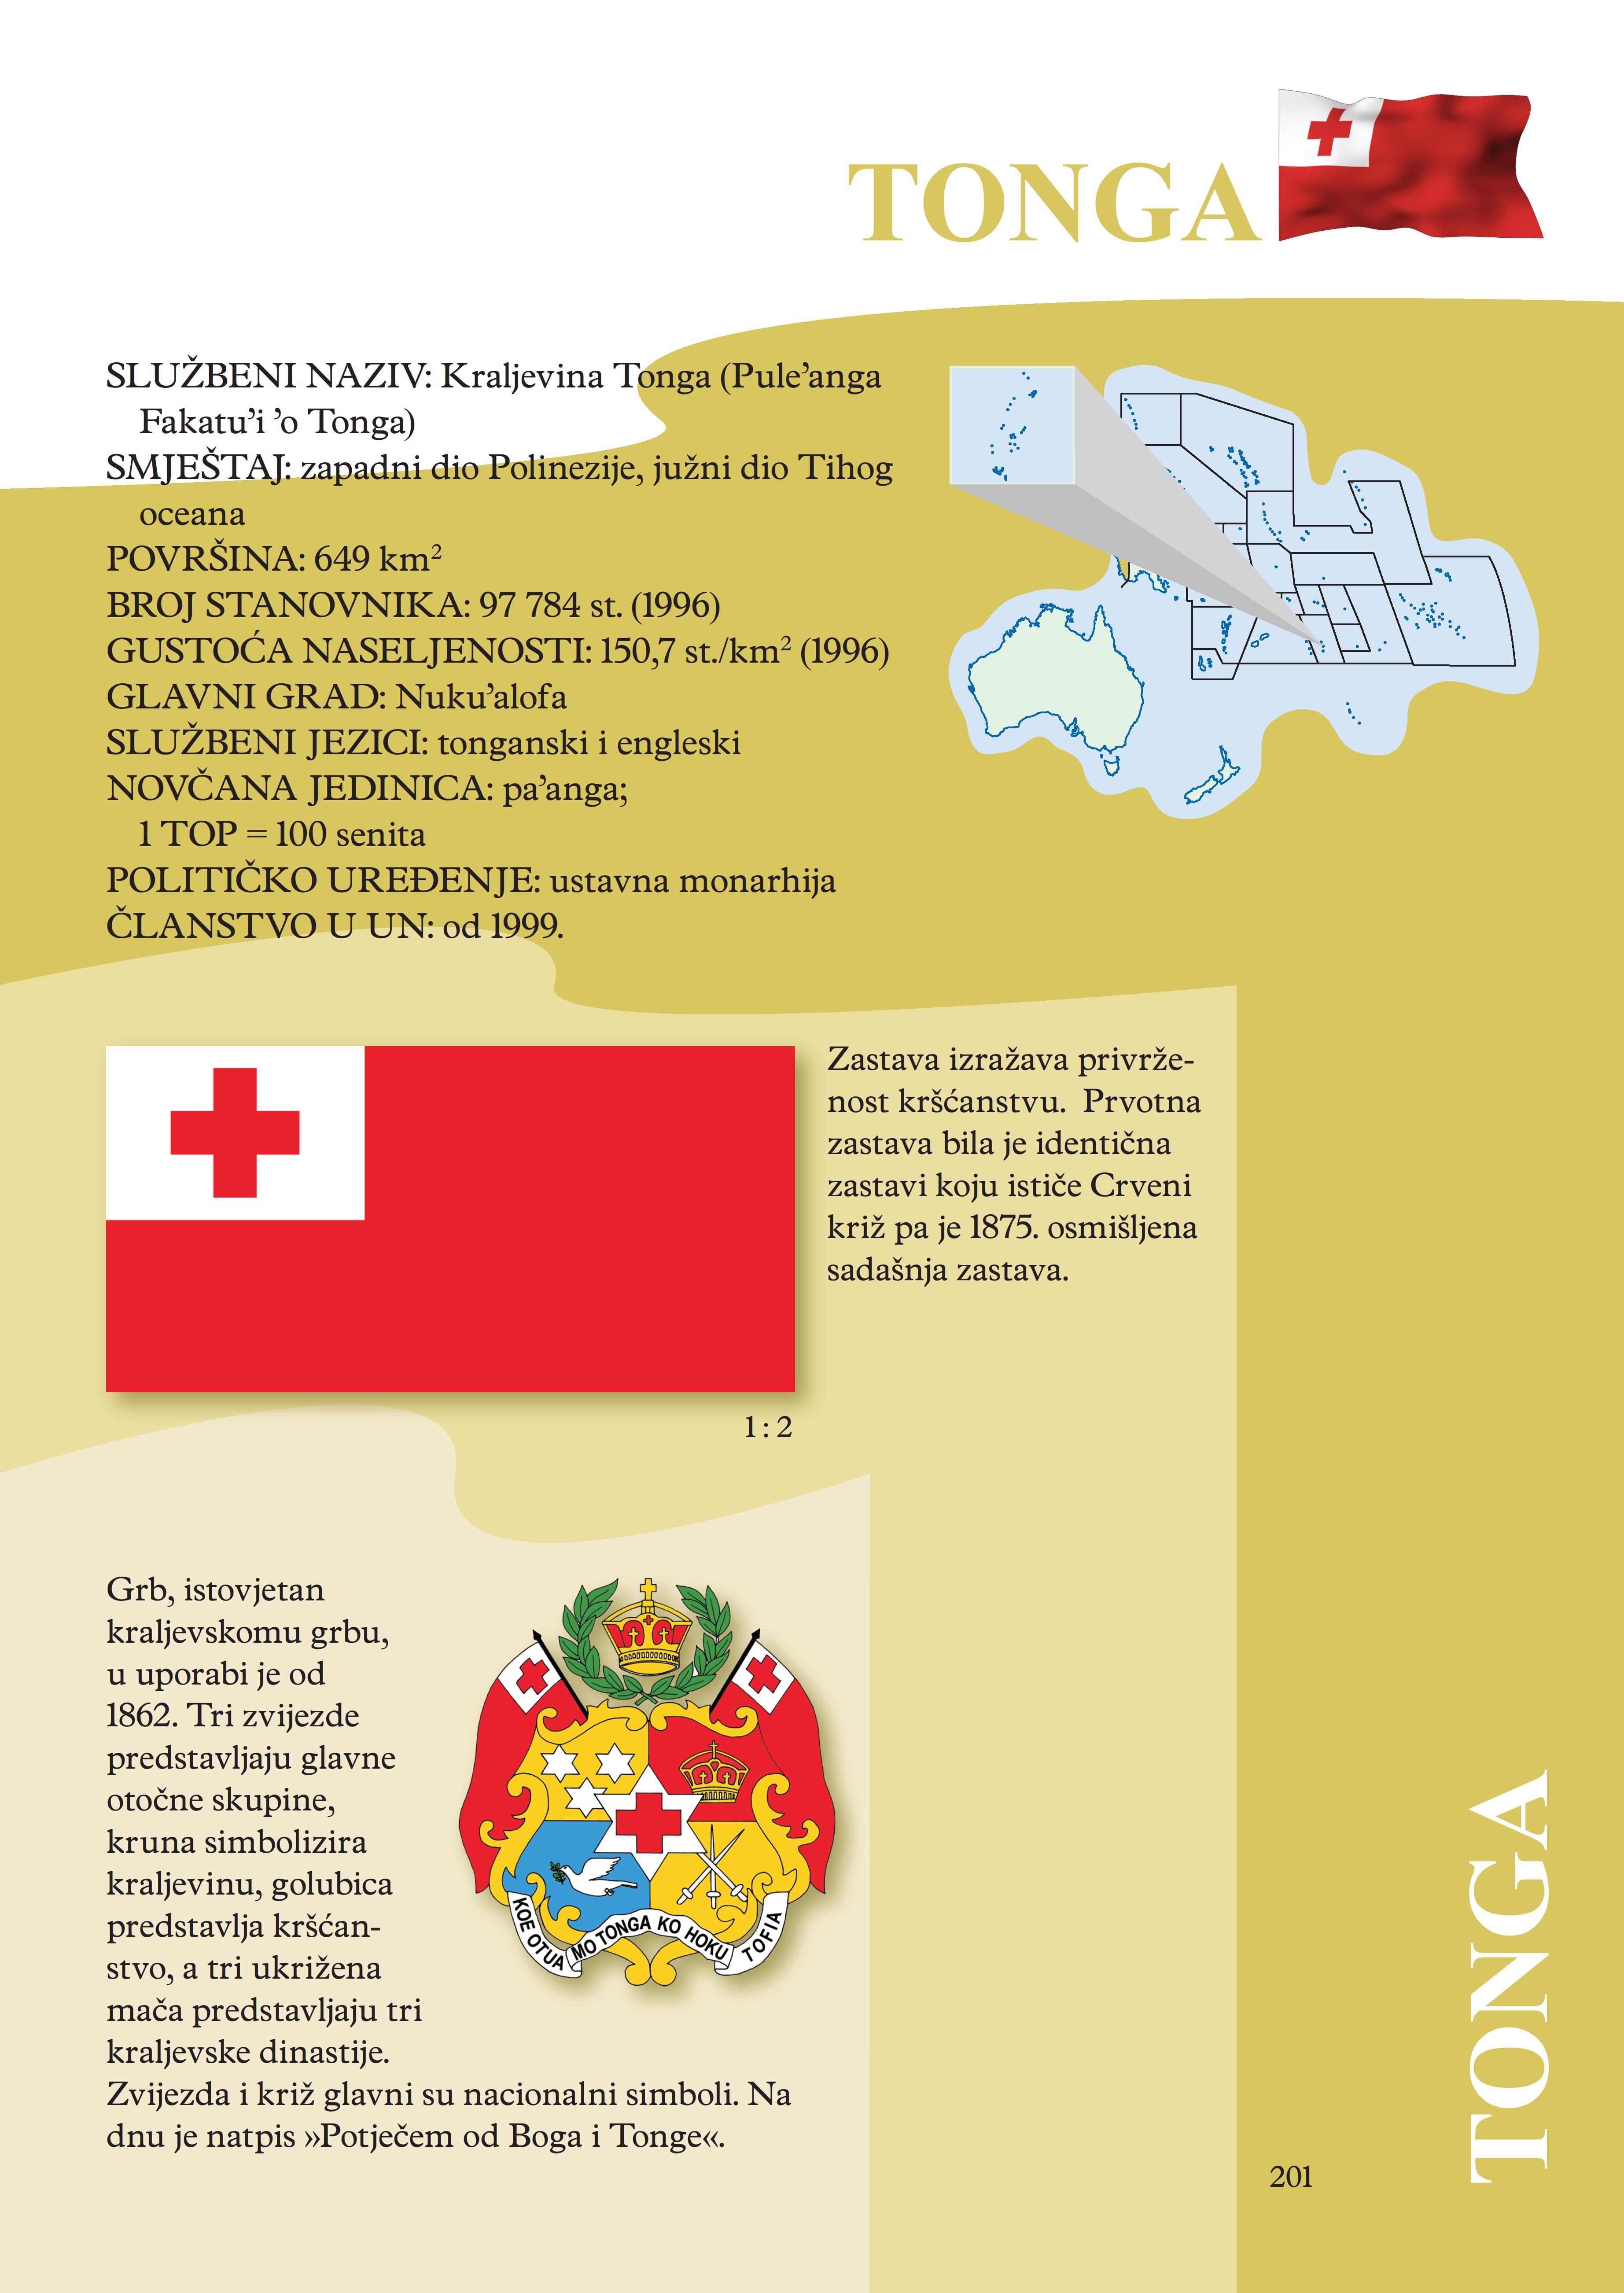 TONGA
SLUŽBENI NAZIV: Kraljevina Tonga (Pule’anga
Fakatu’i ’o Tonga)
SMJEŠTAJ: zapadni dio Polinezije, južni dio Tihog
oceana
POVRŠINA: 649 km²
BROJ STANOVNIKA: 97 784 st. (1996)
GUSTOĆA NASELJENOSTI: 150,7 st./km² (1996)
GLAVNI GRAD: Nuku’alofa
SLUŽBENI JEZICI: tonganski i engleski
NOVČANA JEDINICA: pa’anga;
1 TOP = 100 senita
POLITIČKO UREĐENJE: ustavna monarhija
ČLANSTVO U UN: od 1999.
Zastava izražava privrže-
nost kršćanstvu. Prvotna
zastava bila je identična
zastavi koju ističe Crveni
križ pa je 1875. osmišljena
sadašnja zastava.
1 : 2
Grb, istovjetan
kraljevskomu grbu,
u uporabi je od
1862. Tri zvijezde
predstavljaju glavne
otočne skupine,
kruna simbolizira
kraljevinu, golubica
predstavlja kršćan-
stvo, a tri ukrižena
mača predstavljaju tri
kraljevske dinastije.
Zvijezda i križ glavni su nacionalni simboli. Na
dnu je natpis »Potječem od Boga i Tonge«.
KOE OTUA MO TONGA KO HOKU TOFIA
TONGA
201